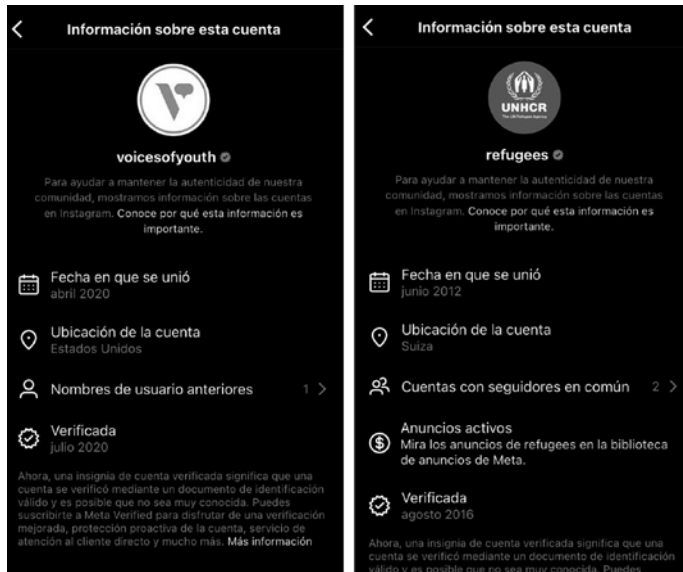 Información sobre esta cuenta
voicesofyouth
Para ayudar a mantener la autenticidad de nuestra
comunidad, mostramos información sobre las cuentas
en Instagram. Conoce por qué esta información es
importante.
Fecha en que se unió
abril 2020
Ubicación de la cuenta
Estados Unidos
Nombres de usuario anteriores 1
Verificada
julio 2020
Ahora, una insignia de cuenta verificada significa que una
cuenta se verificó mediante un documento de identificación
válido y es posible que no sea muy conocida. Puedes
suscribirte a Meta Verified para disfrutar de una verificación
mejorada, protección proactiva de la cuenta, servicio de
atención al cliente directo y mucho más. Más información
Información sobre esta cuenta
UNHCR
The UN Refugee Agency
refugees
Para ayudar a mantener la autenticidad de nuestra
comunidad, mostramos información sobre las cuentas
en Instagram. Conoce por qué esta información es
importante.
Fecha en que se unió
junio 2012
Ubicación de la cuenta
Suiza
Cuentas con seguidores en común 2
Anuncios activos
Mira los anuncios de refugees en la biblioteca
de anuncios de Meta.
Verificada
agosto 2016
Ahora, una insignia de cuenta verificada significa que una
cuenta se verificó mediante un documento de identificación
válido y es posible que no sea muy conocida. Puedes